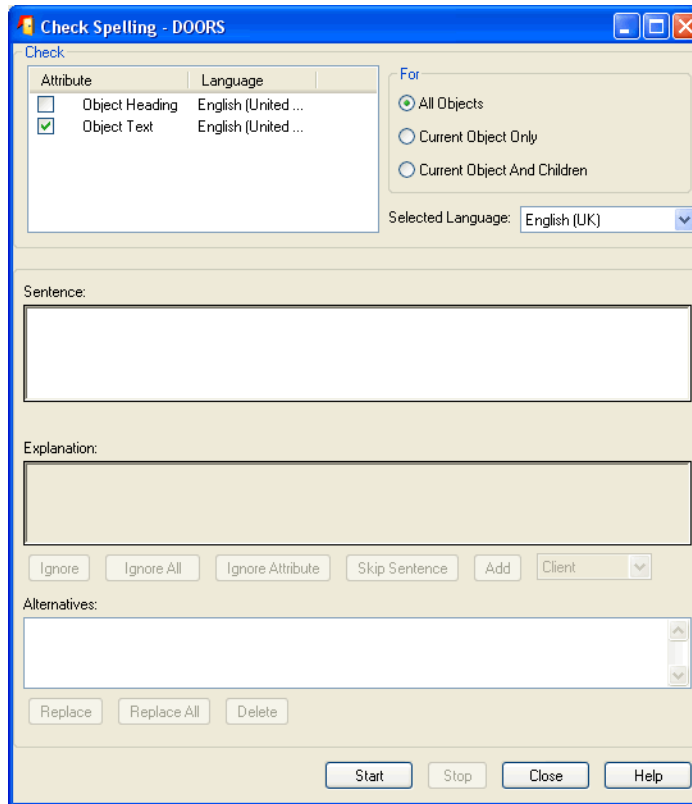 Check Spelling - DOORS
Check
Attribute Language
Object Heading English (United ...
Object Text English (United ...
For
All Objects
Current Object Only
Current Object And Children
Selected Language: English (UK)
Sentence:
Explanation:
Ignore Ignore All Ignore Attribute Skip Sentence Add Client
Alternatives:
Replace Replace All Delete
Start Stop Close Help